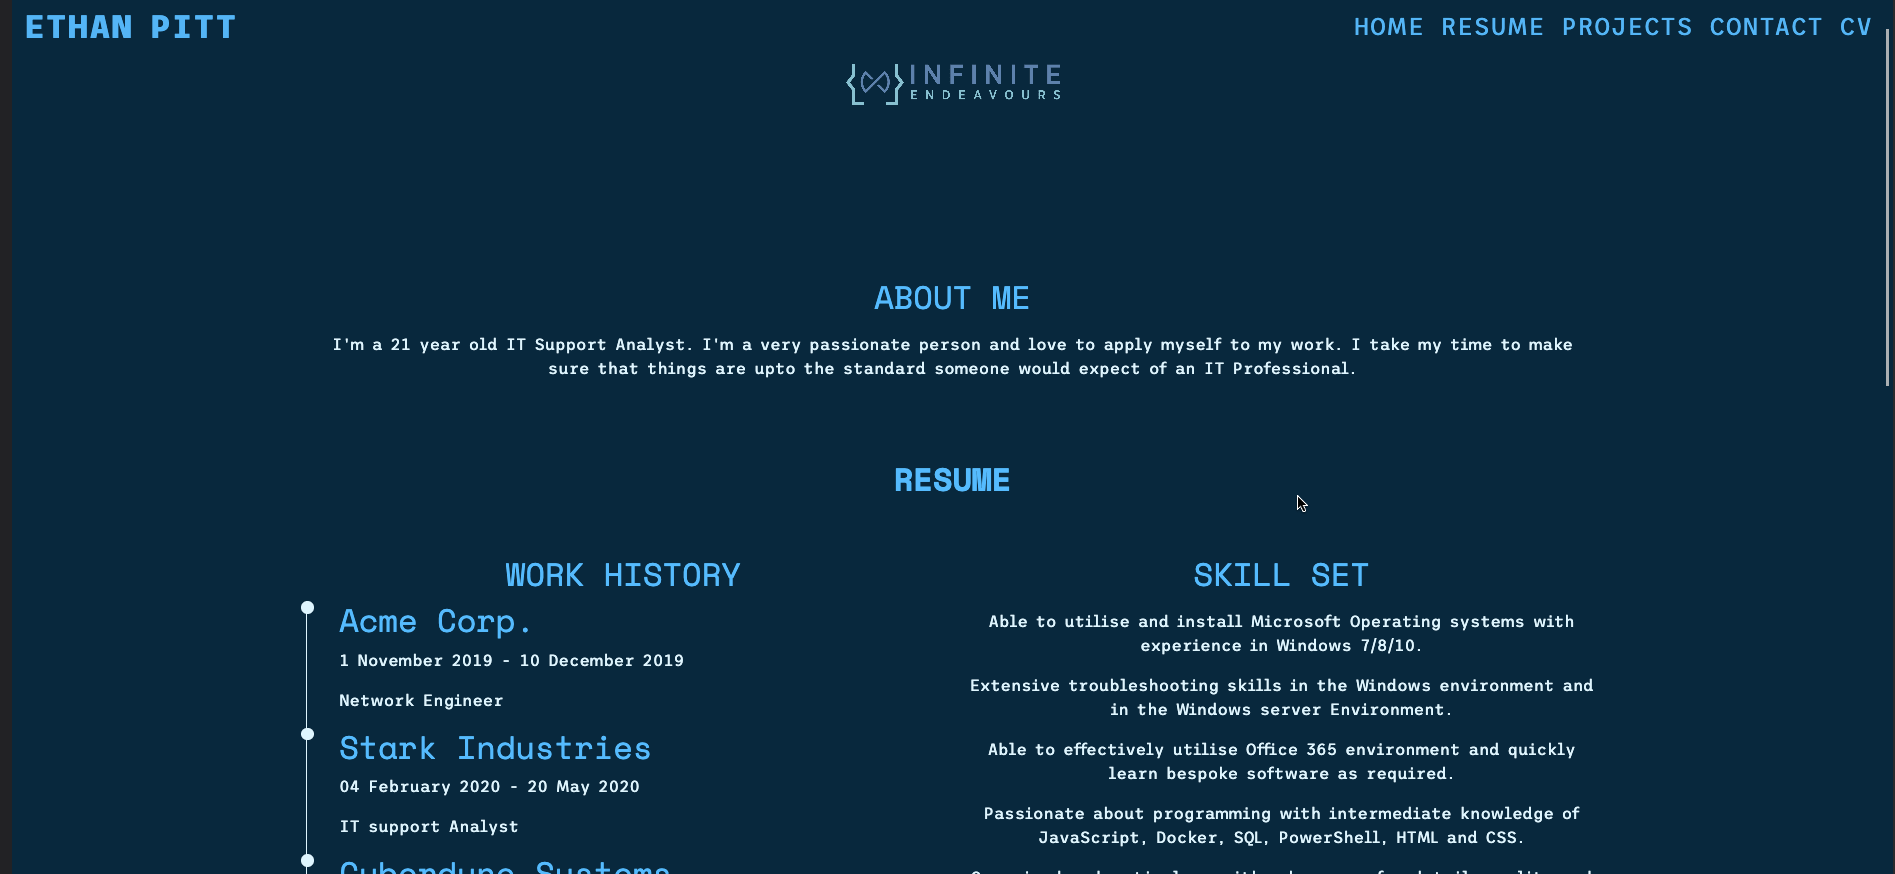 ETHAN PITT
HOME RESUME PROJECTS CONTACT CV
INFINITE
ENDEAVOURS
ABOUT ME
I'm a 21 year old IT Support Analyst. I'm a very passionate person and love to apply myself to my work. I take my time to make
sure that things are upto the standard someone would expect of an IT Professional.
RESUME
WORK HISTORY
Acme Corp.
1 November 2019 - 10 December 2019
Network Engineer
Stark Industries
04 February 2020 - 20 May 2020
IT support Analyst
Cyberdyne Systems
SKILL SET
Able to utilise and install Microsoft Operating systems with
experience in Windows 7/8/10.
Extensive troubleshooting skills in the Windows environment and
in the Windows server Environment.
Able to effectively utilise Office 365 environment and quickly
learn bespoke software as required.
Passionate about programming with intermediate knowledge of
JavaScript, Docker, SQL, PowerShell, HTML and CSS.